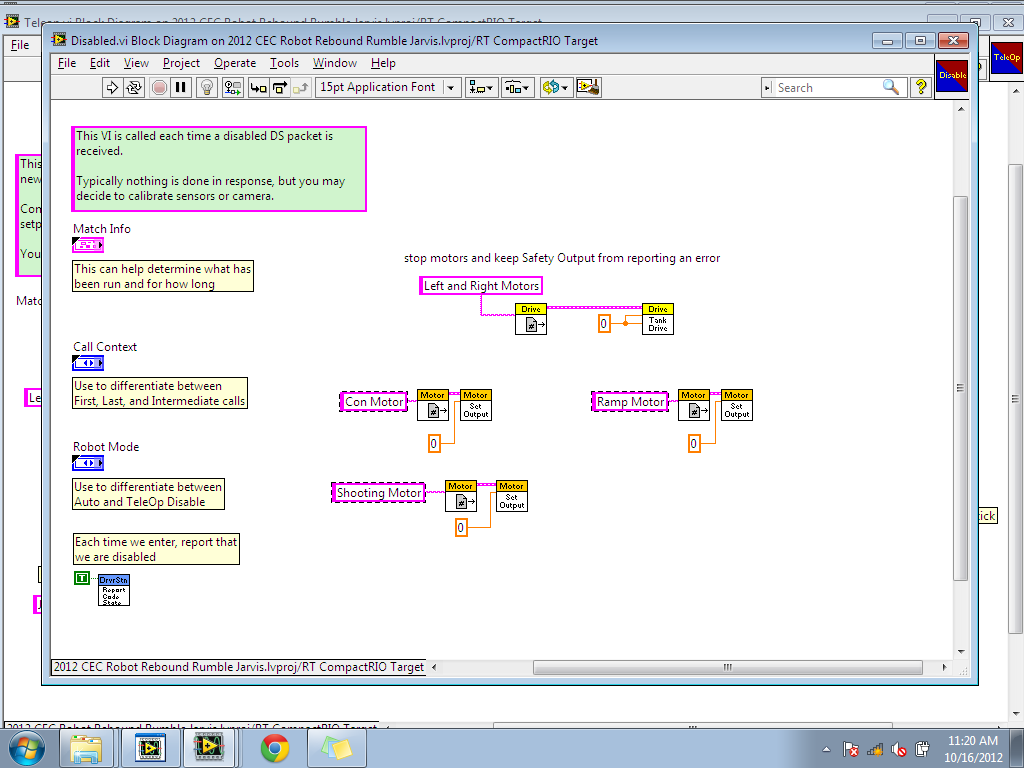 Teleop.vi Block Diagram on 2012 CEC Robot Rebound Rumble Jarvis.lvproj/RT CompactRIO Target
File
TeleOp
Disabled.vi Block Diagram on 2012 CEC Robot Rebound Rumble Jarvis.lvproj/RT CompactRIO Target
File Edit View Project Operate Tools Window Help
Disable
15pt Application Font
Search
?
This VI is called each time a disabled DS packet is
received.
Typically nothing is done in response, but you may
decide to calibrate sensors or camera.
This
new
Con
setp
You
Match Info
This can help determine what has
been run and for how long
Matc
stop motors and keep Safety Output from reporting an error
Left and Right Motors
Drive
Drive
Tank
Drive
#
0
Call Context
Use to differentiate between
First, Last, and Intermediate calls
Le
Con Motor
Motor
#
Motor
Set
Output
0
Ramp Motor
Motor
#
Motor
Set
Output
0
Robot Mode
Use to differentiate between
Auto and TeleOp Disable
Shooting Motor
Motor
#
Motor
Set
Output
0
tick
Each time we enter, report that
we are disabled
T
DrvrStn
Report
Code
State
2012 CEC Robot Rebound Rumble Jarvis.lvproj/RT CompactRIO Target
2012 CEC Robot Rebound Rumble Jarvis.lvproj/RT CompactRIO Target
11:20 AM
10/16/2012